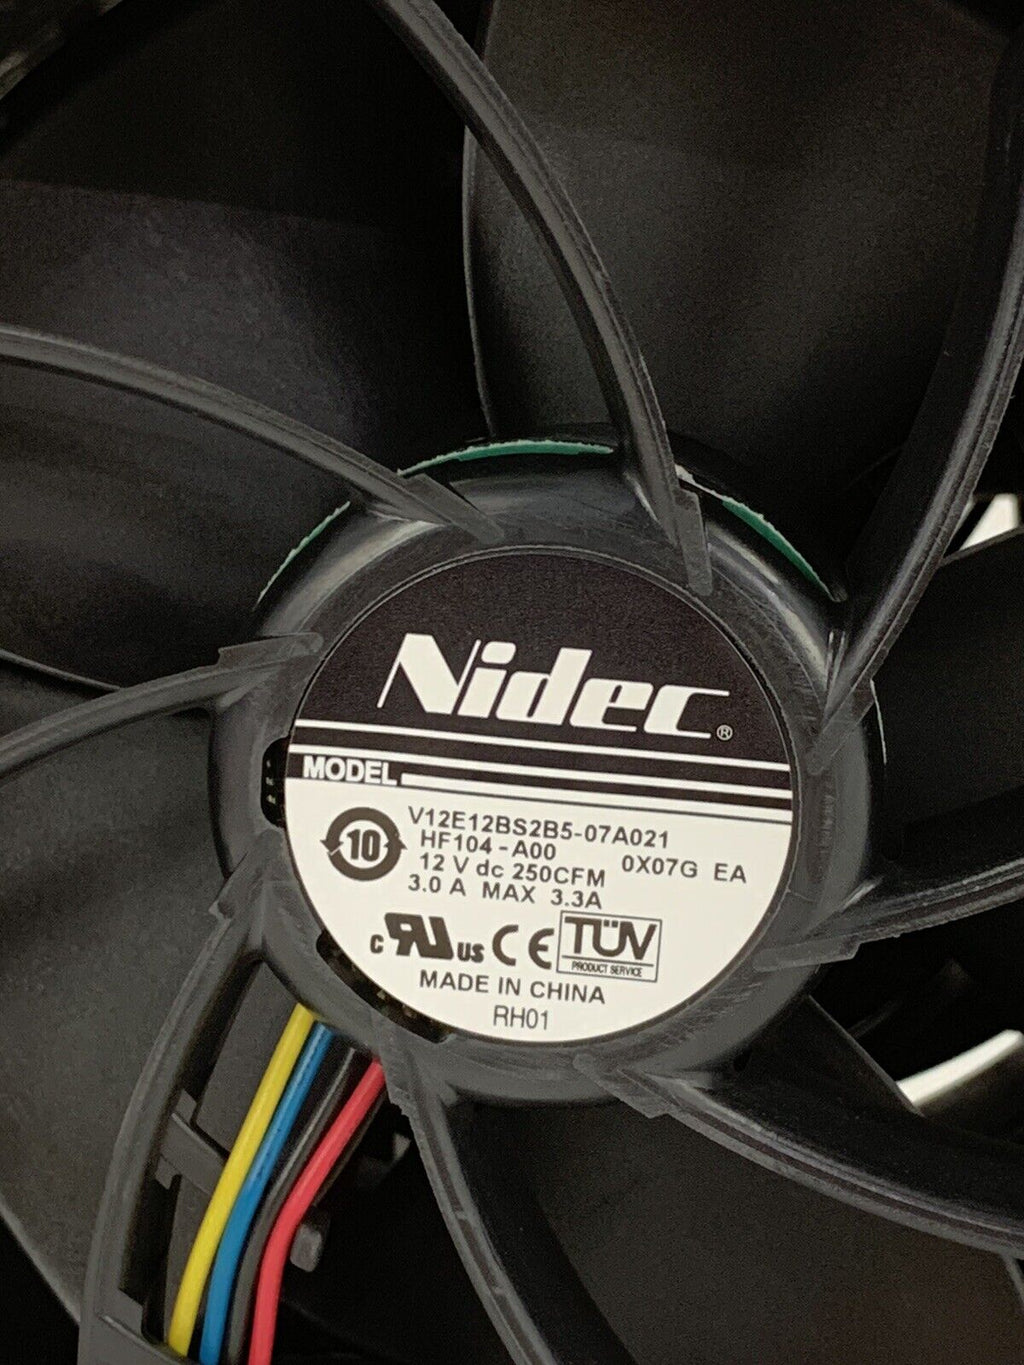 Nidec®
MODEL
V12E12BS2B5-07A021
HF104-A00 0X07G EA
12 V dc 250CFM
3.0 A MAX 3.3A
10
c RU US CE TÜV
PRODUCT SERVICE
MADE IN CHINA
RH01